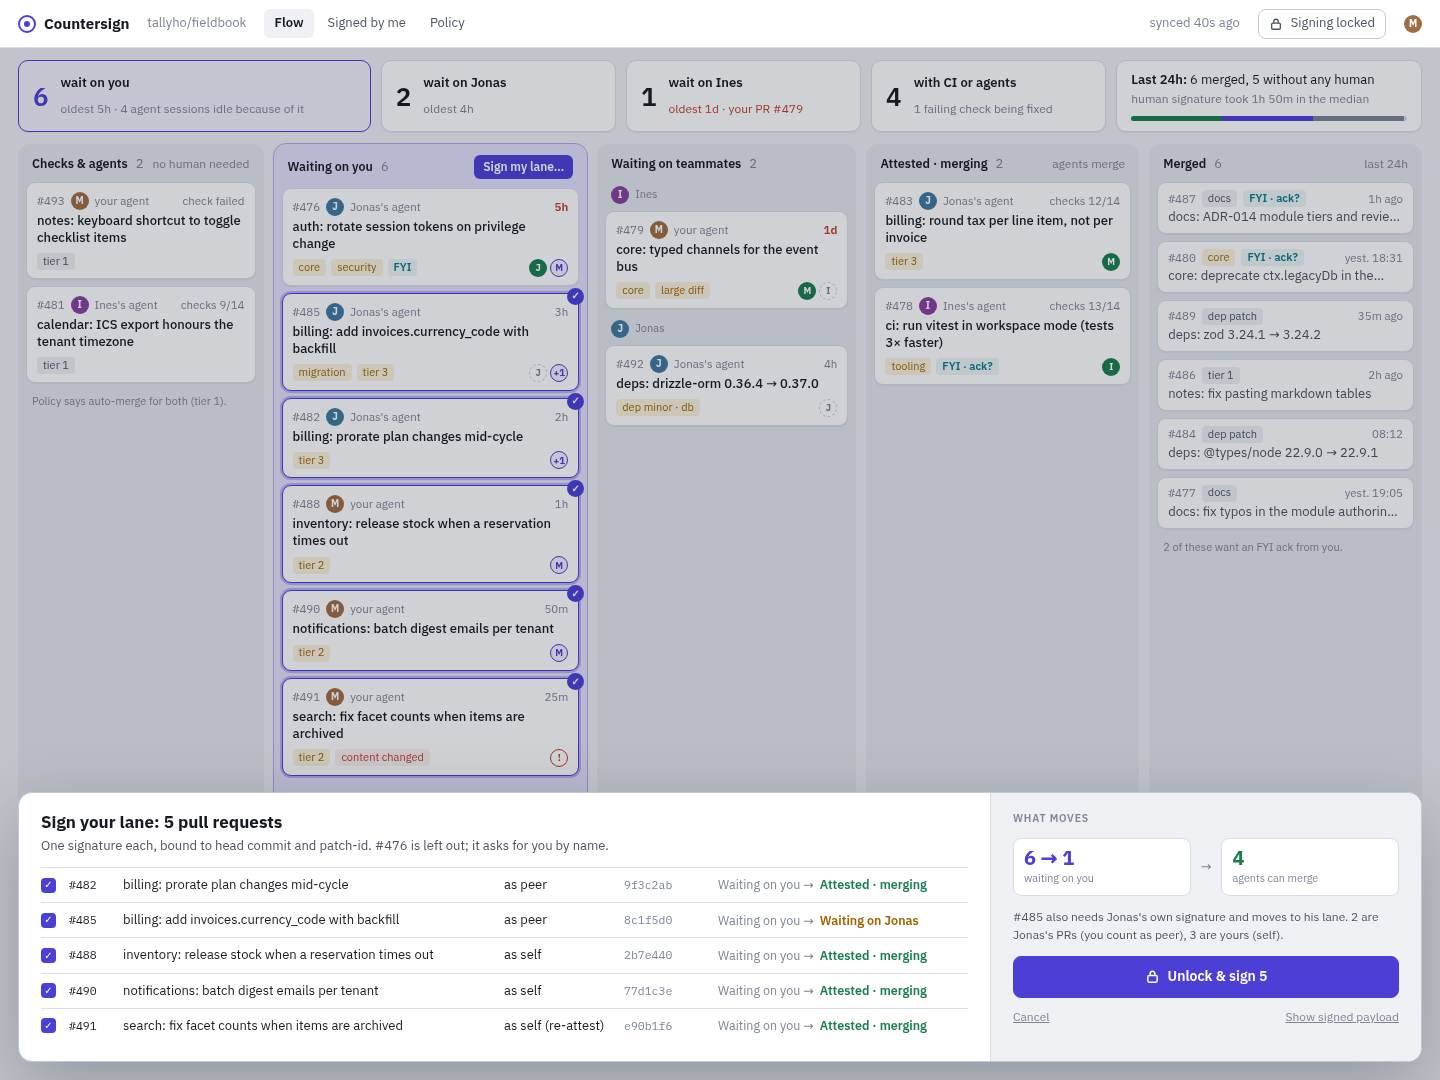 Countersign tallyho/fieldbook Flow Signed by me Policy synced 40s ago Signing locked M
6 wait on you
oldest 5h · 4 agent sessions idle because of it
2 wait on Jonas
oldest 4h
1 wait on Ines
oldest 1d · your PR #479
4 with CI or agents
1 failing check being fixed
Last 24h: 6 merged, 5 without any human
human signature took 1h 50m in the median
Checks & agents 2 no human needed
#493 M your agent check failed
notes: keyboard shortcut to toggle
checklist items
tier 1
#481 I Ines's agent checks 9/14
calendar: ICS export honours the
tenant timezone
tier 1
Policy says auto-merge for both (tier 1).
Waiting on you 6 Sign my lane…
#476 J Jonas's agent 5h
auth: rotate session tokens on privilege
change
core security FYI J M
#485 J Jonas's agent 3h ✓
billing: add invoices.currency_code with
backfill
migration tier 3 J +1
#482 J Jonas's agent 2h ✓
billing: prorate plan changes mid-cycle
tier 3 +1
#488 M your agent 1h ✓
inventory: release stock when a reservation
times out
tier 2 M
#490 M your agent 50m ✓
notifications: batch digest emails per tenant
tier 2 M
#491 M your agent 25m ✓
search: fix facet counts when items are
archived
tier 2 content changed !
Waiting on teammates 2
I Ines
#479 M your agent 1d
core: typed channels for the event
bus
core large diff M I
J Jonas
#492 J Jonas's agent 4h
deps: drizzle-orm 0.36.4 → 0.37.0
dep minor · db J
Attested · merging 2 agents merge
#483 J Jonas's agent checks 12/14
billing: round tax per line item, not per
invoice
tier 3 M
#478 I Ines's agent checks 13/14
ci: run vitest in workspace mode (tests
3× faster)
tooling FYI · ack? I
Merged 6 last 24h
#487 docs FYI · ack? 1h ago
docs: ADR-014 module tiers and revie…
#480 core FYI · ack? yest. 18:31
core: deprecate ctx.legacyDb in the…
#489 dep patch 35m ago
deps: zod 3.24.1 → 3.24.2
#486 tier 1 2h ago
notes: fix pasting markdown tables
#484 dep patch 08:12
deps: @types/node 22.9.0 → 22.9.1
#477 docs yest. 19:05
docs: fix typos in the module authorin…
2 of these want an FYI ack from you.
Sign your lane: 5 pull requests
One signature each, bound to head commit and patch-id. #476 is left out; it asks for you by name.
✓ #482 billing: prorate plan changes mid-cycle as peer 9f3c2ab Waiting on you → Attested · merging
✓ #485 billing: add invoices.currency_code with backfill as peer 8c1f5d0 Waiting on you → Waiting on Jonas
✓ #488 inventory: release stock when a reservation times out as self 2b7e440 Waiting on you → Attested · merging
✓ #490 notifications: batch digest emails per tenant as self 77d1c3e Waiting on you → Attested · merging
✓ #491 search: fix facet counts when items are archived as self (re-attest) e90b1f6 Waiting on you → Attested · merging
WHAT MOVES
6 → 1
waiting on you
→
4
agents can merge
#485 also needs Jonas's own signature and moves to his lane. 2 are
Jonas's PRs (you count as peer), 3 are yours (self).
Unlock & sign 5
Cancel Show signed payload